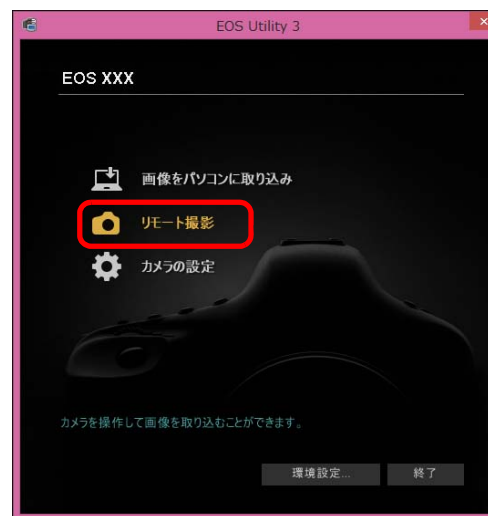 EOS Utility 3
×
EOS XXX
画像をパソコンに取り込み
リモート撮影
カメラの設定
カメラを操作して画像を取り込むことができます。
環境設定... 終了